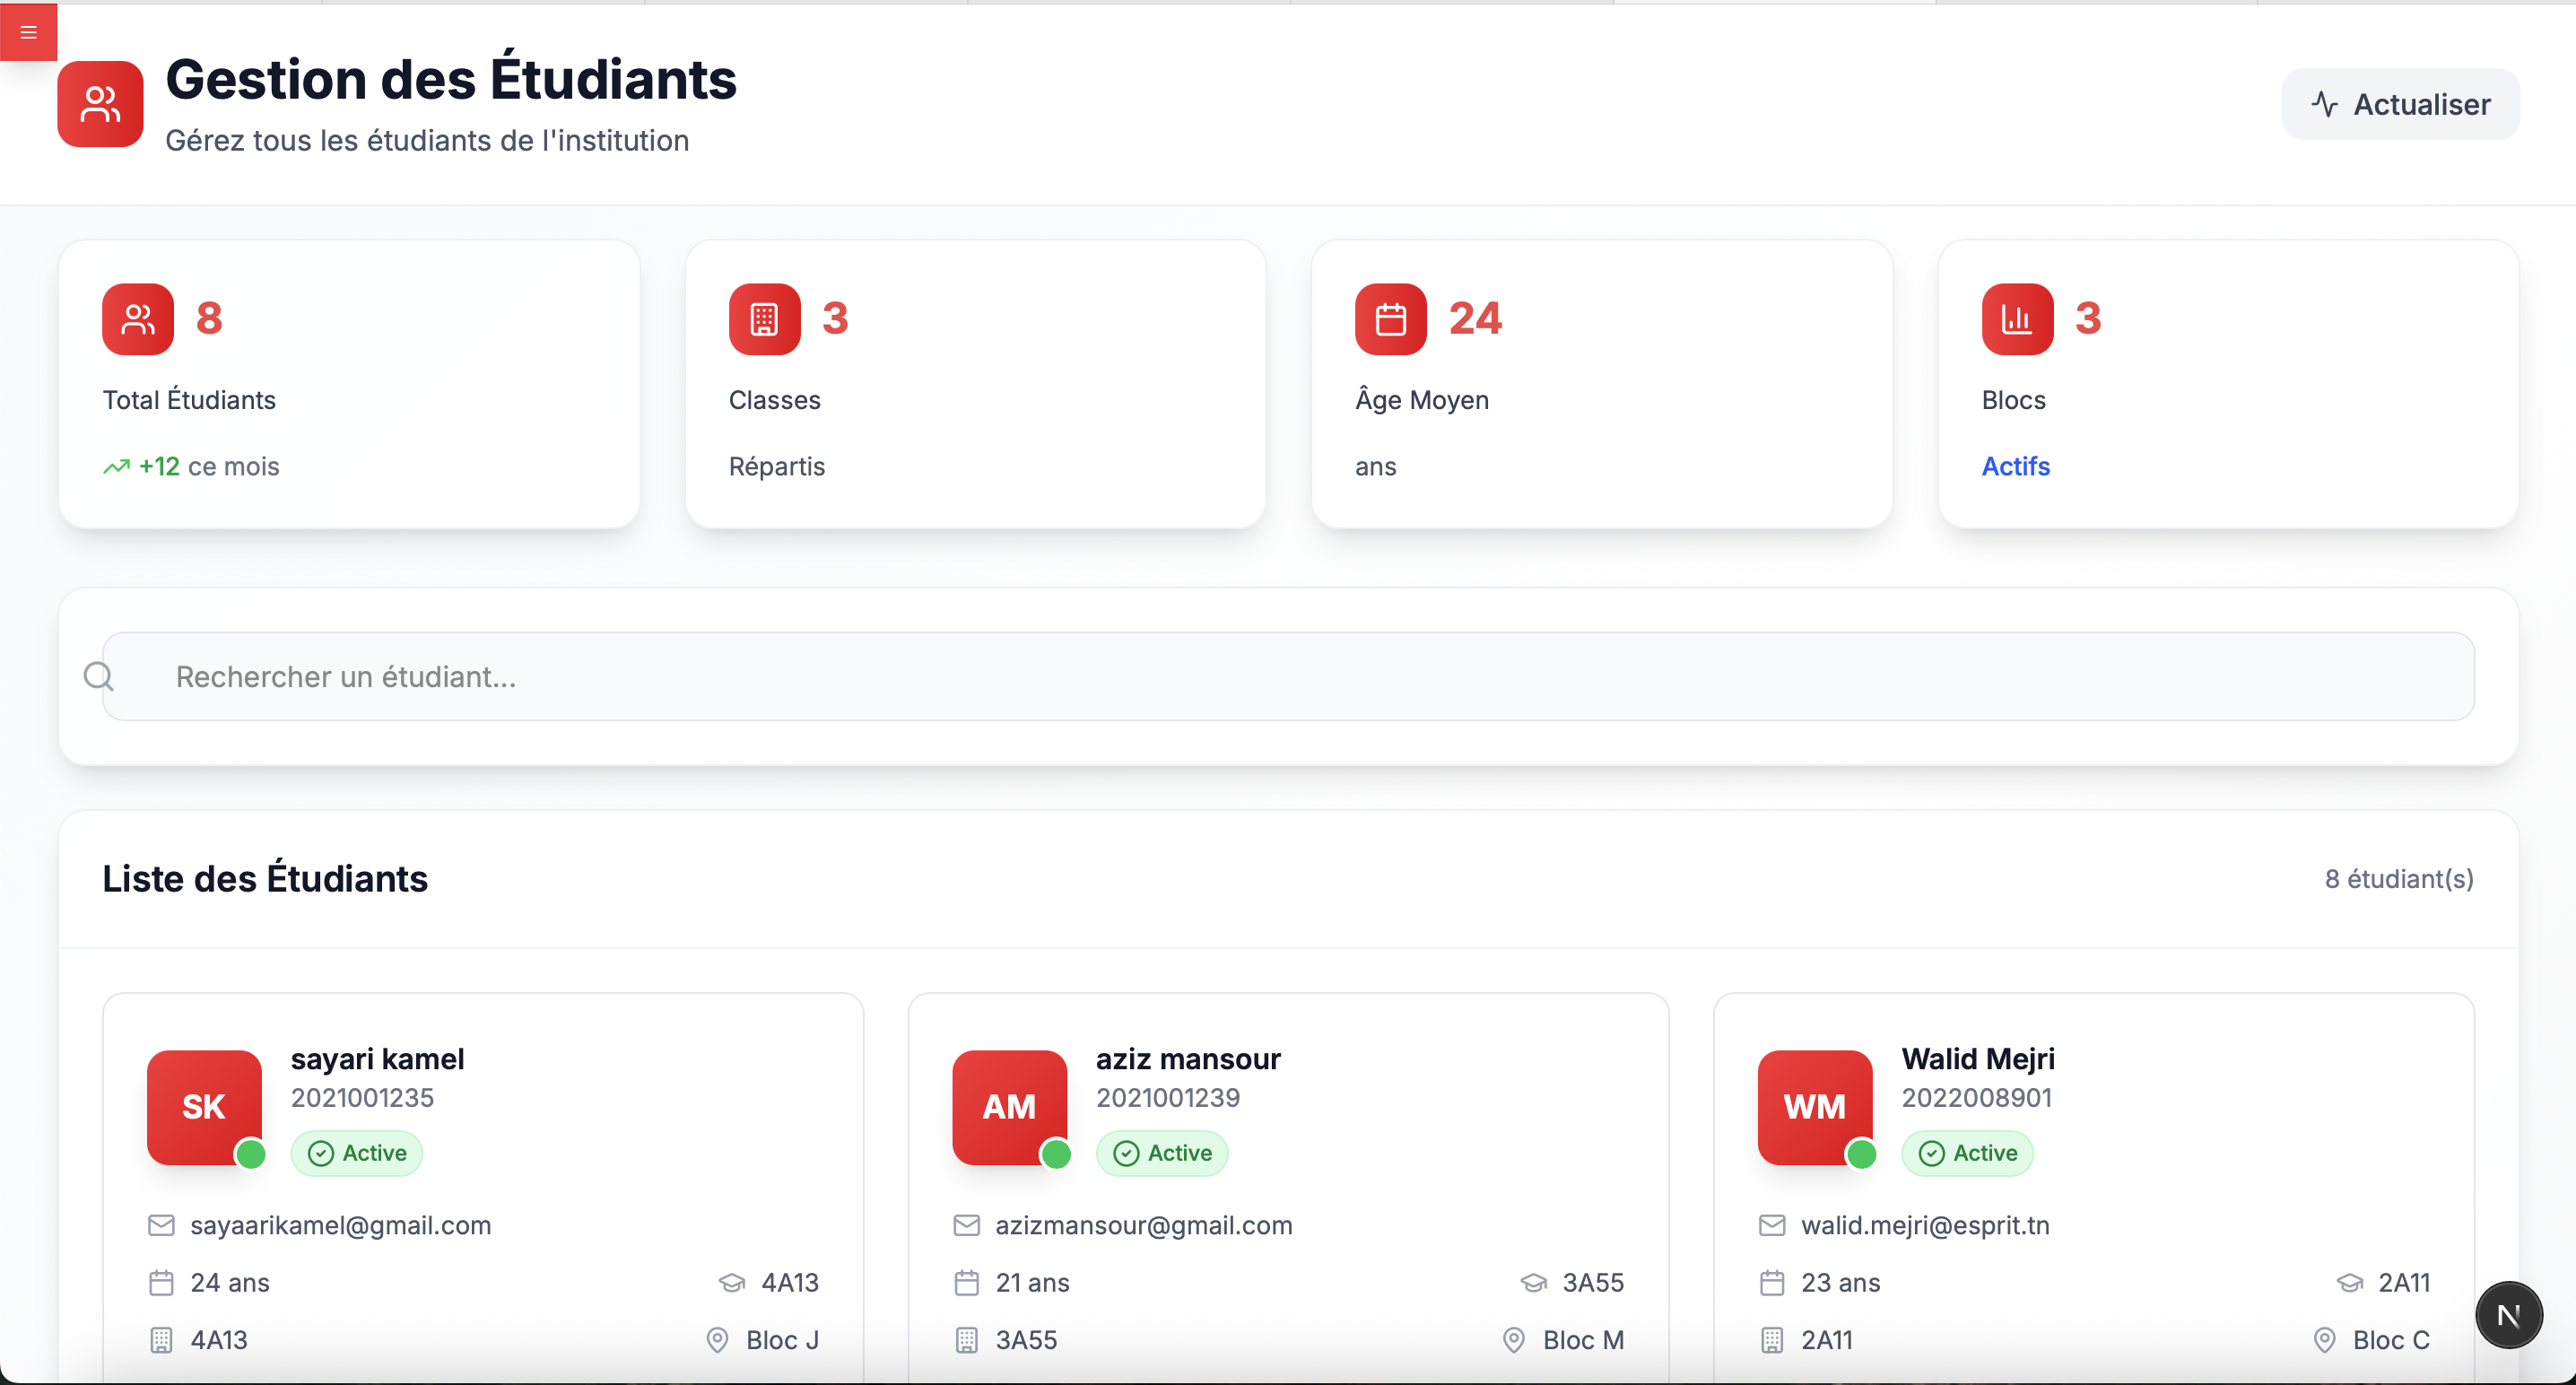 Gestion des Étudiants
Gérez tous les étudiants de l'institution
Actualiser
8
Total Étudiants
+12 ce mois
3
Classes
Répartis
24
Âge Moyen
ans
3
Blocs
Actifs
Rechercher un étudiant...
Liste des Étudiants
8 étudiant(s)
SK
sayari kamel
2021001235
Active
sayaarikamel@gmail.com
24 ans
4A13
4A13
Bloc J
AM
aziz mansour
2021001239
Active
azizmansour@gmail.com
21 ans
3A55
3A55
Bloc M
WM
Walid Mejri
2022008901
Active
walid.mejri@esprit.tn
23 ans
2A11
2A11
Bloc C
N